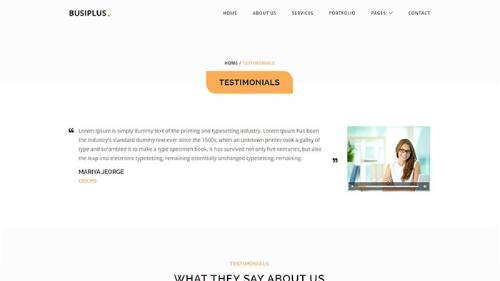 BUSIPLUS.
HOME ABOUT US SERVICES PORTFOLIO PAGES CONTACT
HOME / TESTIMONIALS
TESTIMONIALS
❝ Lorem Ipsum is simply dummy text of the printing and typesetting industry. Lorem Ipsum has been
the industry's standard dummy text ever since the 1500s, when an unknown printer took a galley of
type and scrambled it to make a type specimen book. It has survived not only five centuries, but also
the leap into electronic typesetting, remaining essentially unchanged typesetting, remaining. ❞
MARIYA JEORGE
TESTIMONIALS
WHAT THEY SAY ABOUT US